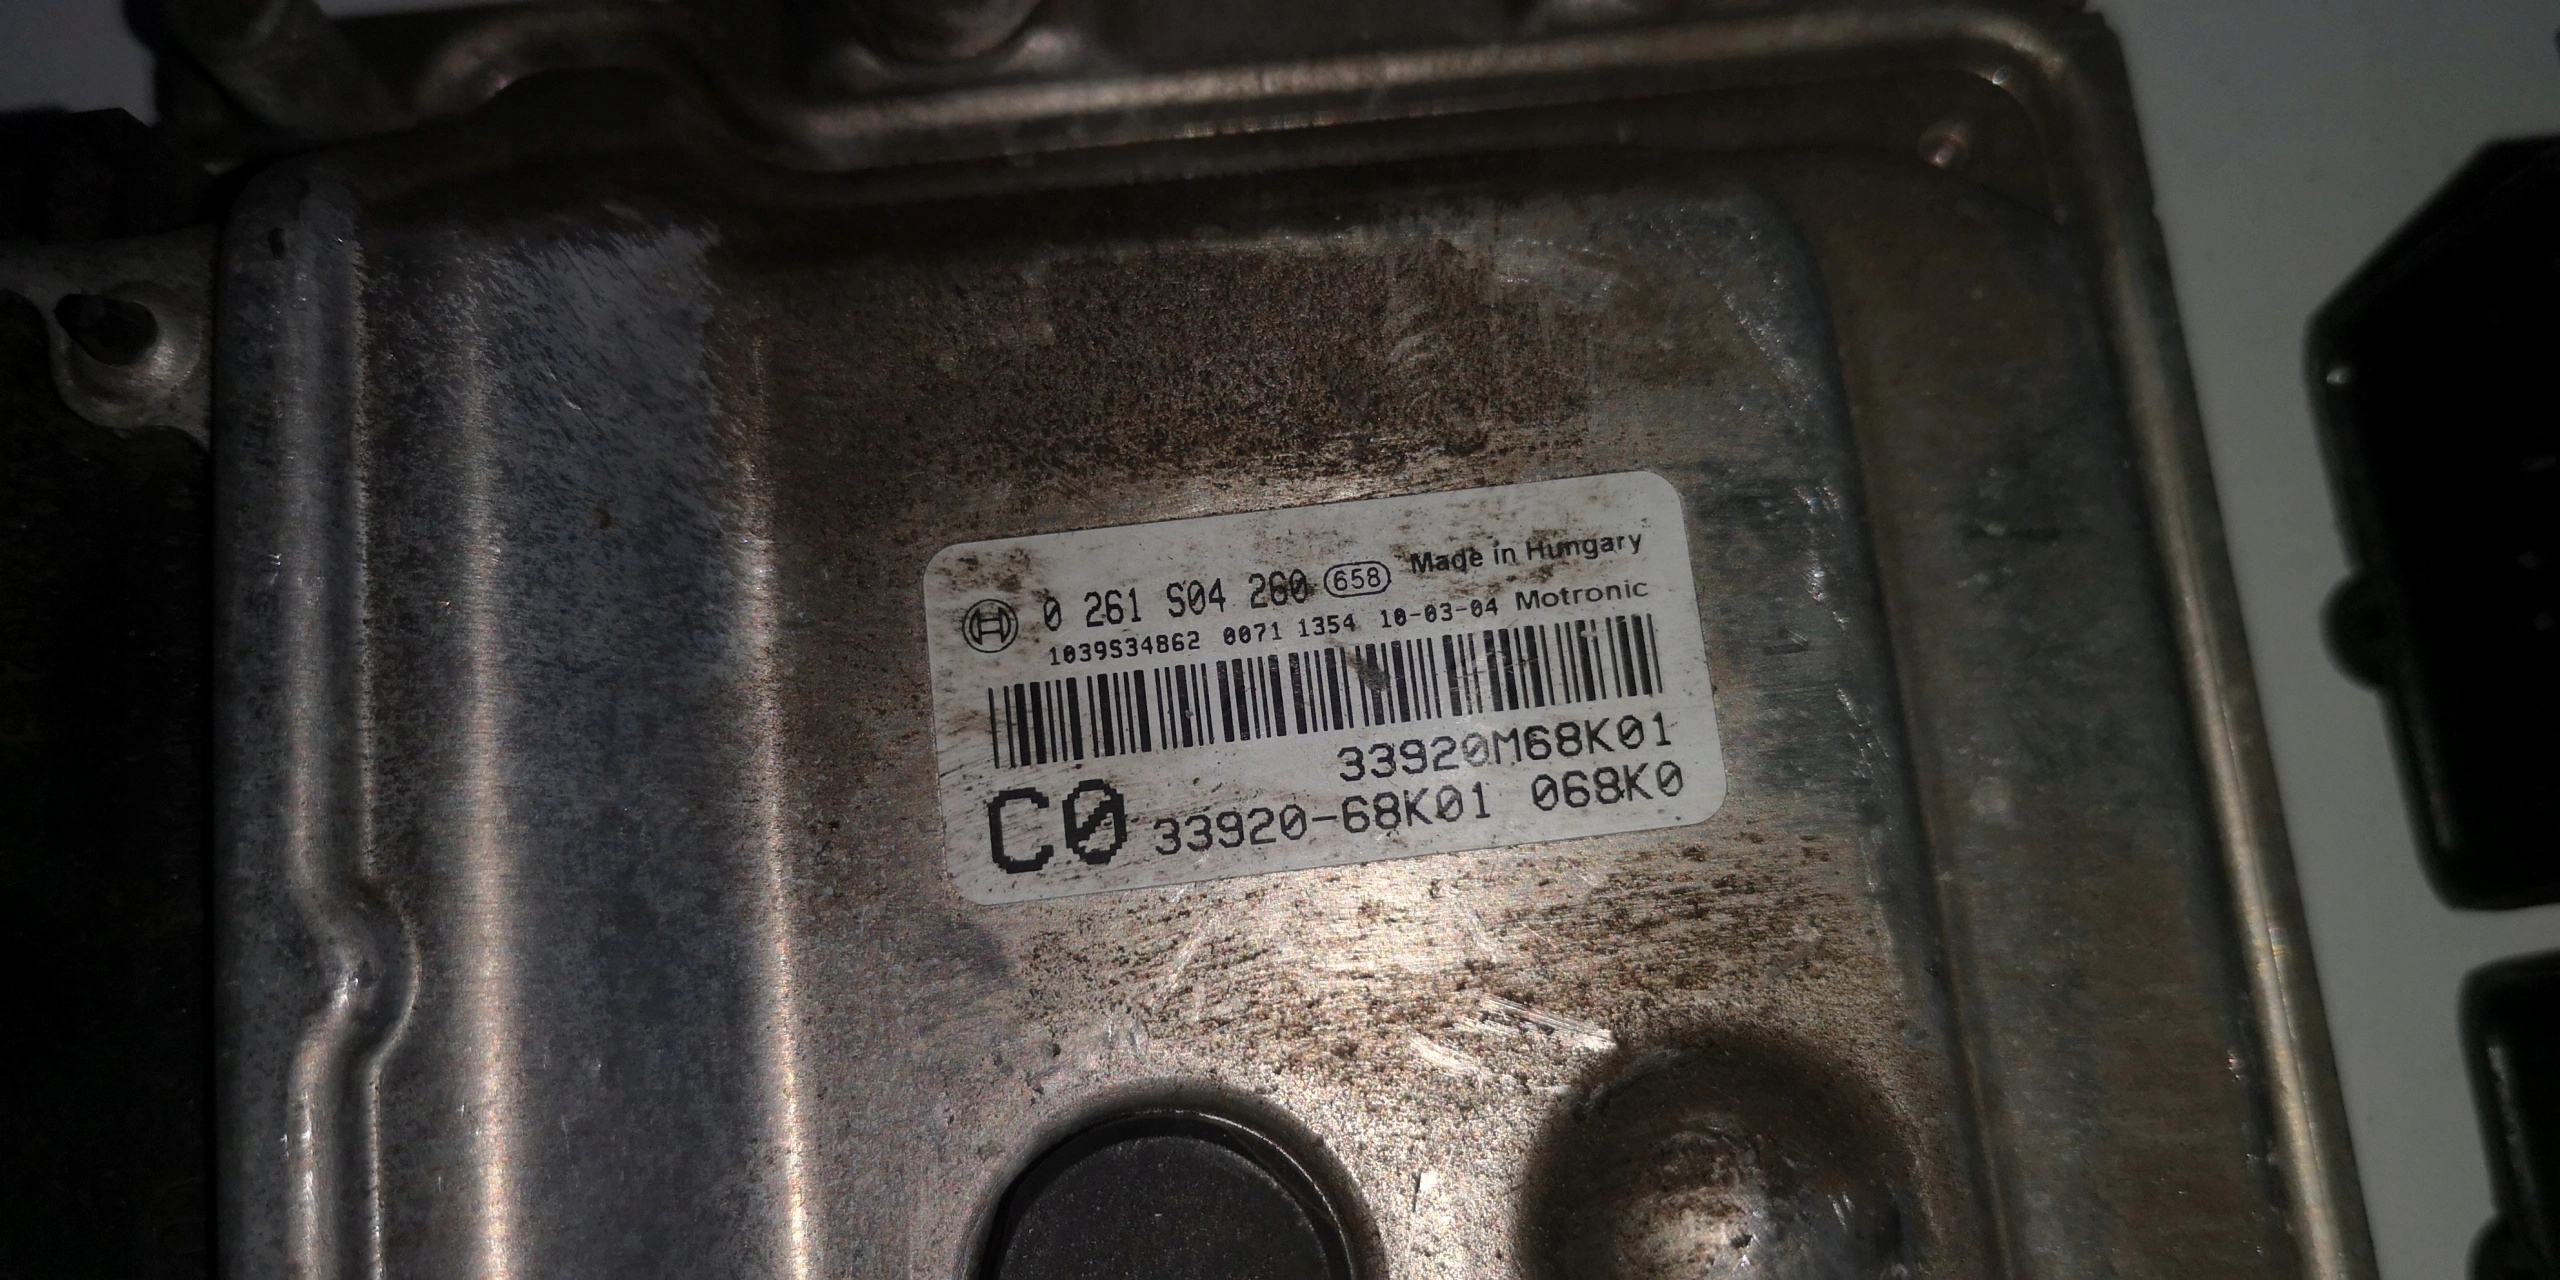 0 261 S04 260 658 Made in Hungary
1039S34862 0071 1354 10-03-04 Motronic
33920M68K01
C0 33920-68K01 068K0